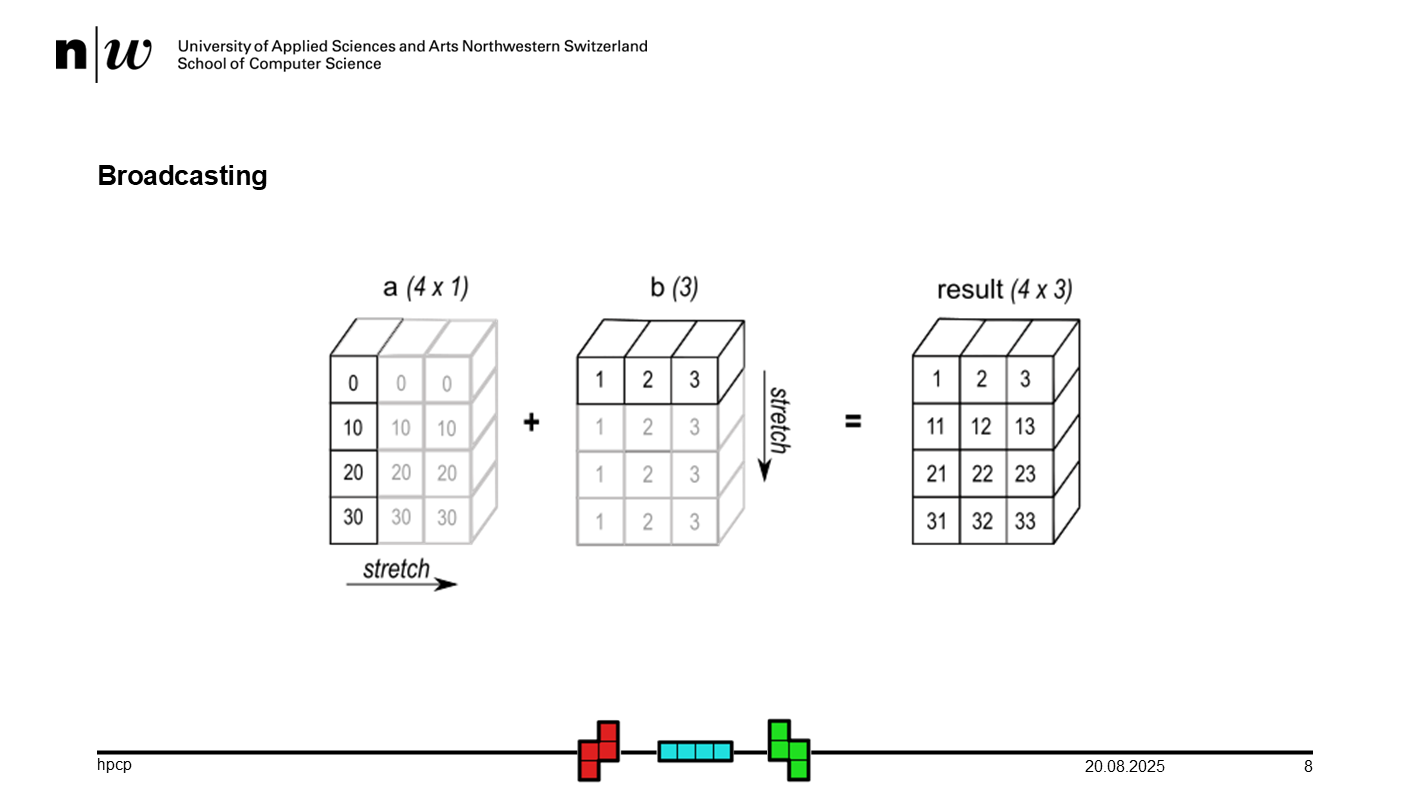 n|w University of Applied Sciences and Arts Northwestern Switzerland
School of Computer Science
Broadcasting
a (4 x 1)
0 0 0
10 10 10
20 20 20
30 30 30
stretch
+
b (3)
1 2 3
1 2 3
1 2 3
1 2 3
stretch
=
result (4 x 3)
1 2 3
11 12 13
21 22 23
31 32 33
hpcp
20.08.2025
8